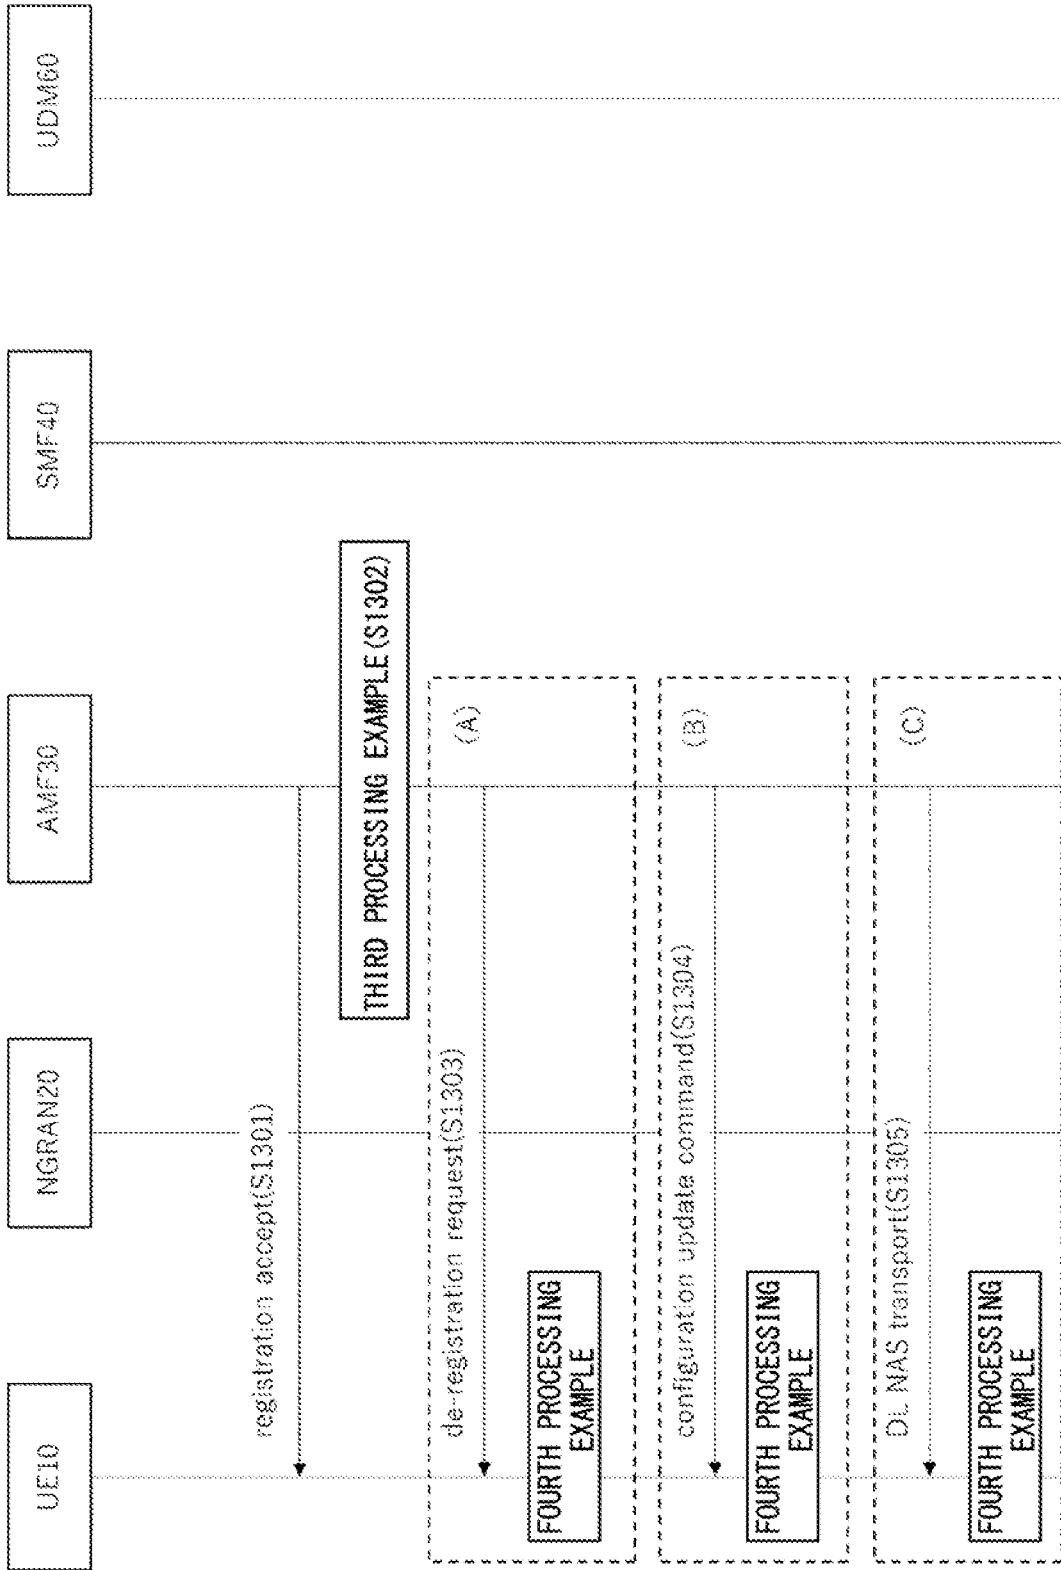 UE10
NGRAN20
AMF30
SMF40
UDM60
registration accept(S1301)
THIRD PROCESSING EXAMPLE(S1302)
(A)
de-registration request(S1303)
FOURTH PROCESSING
EXAMPLE
(B)
configuration update command(S1304)
FOURTH PROCESSING
EXAMPLE
(C)
DL NAS transport(S1305)
FOURTH PROCESSING
EXAMPLE